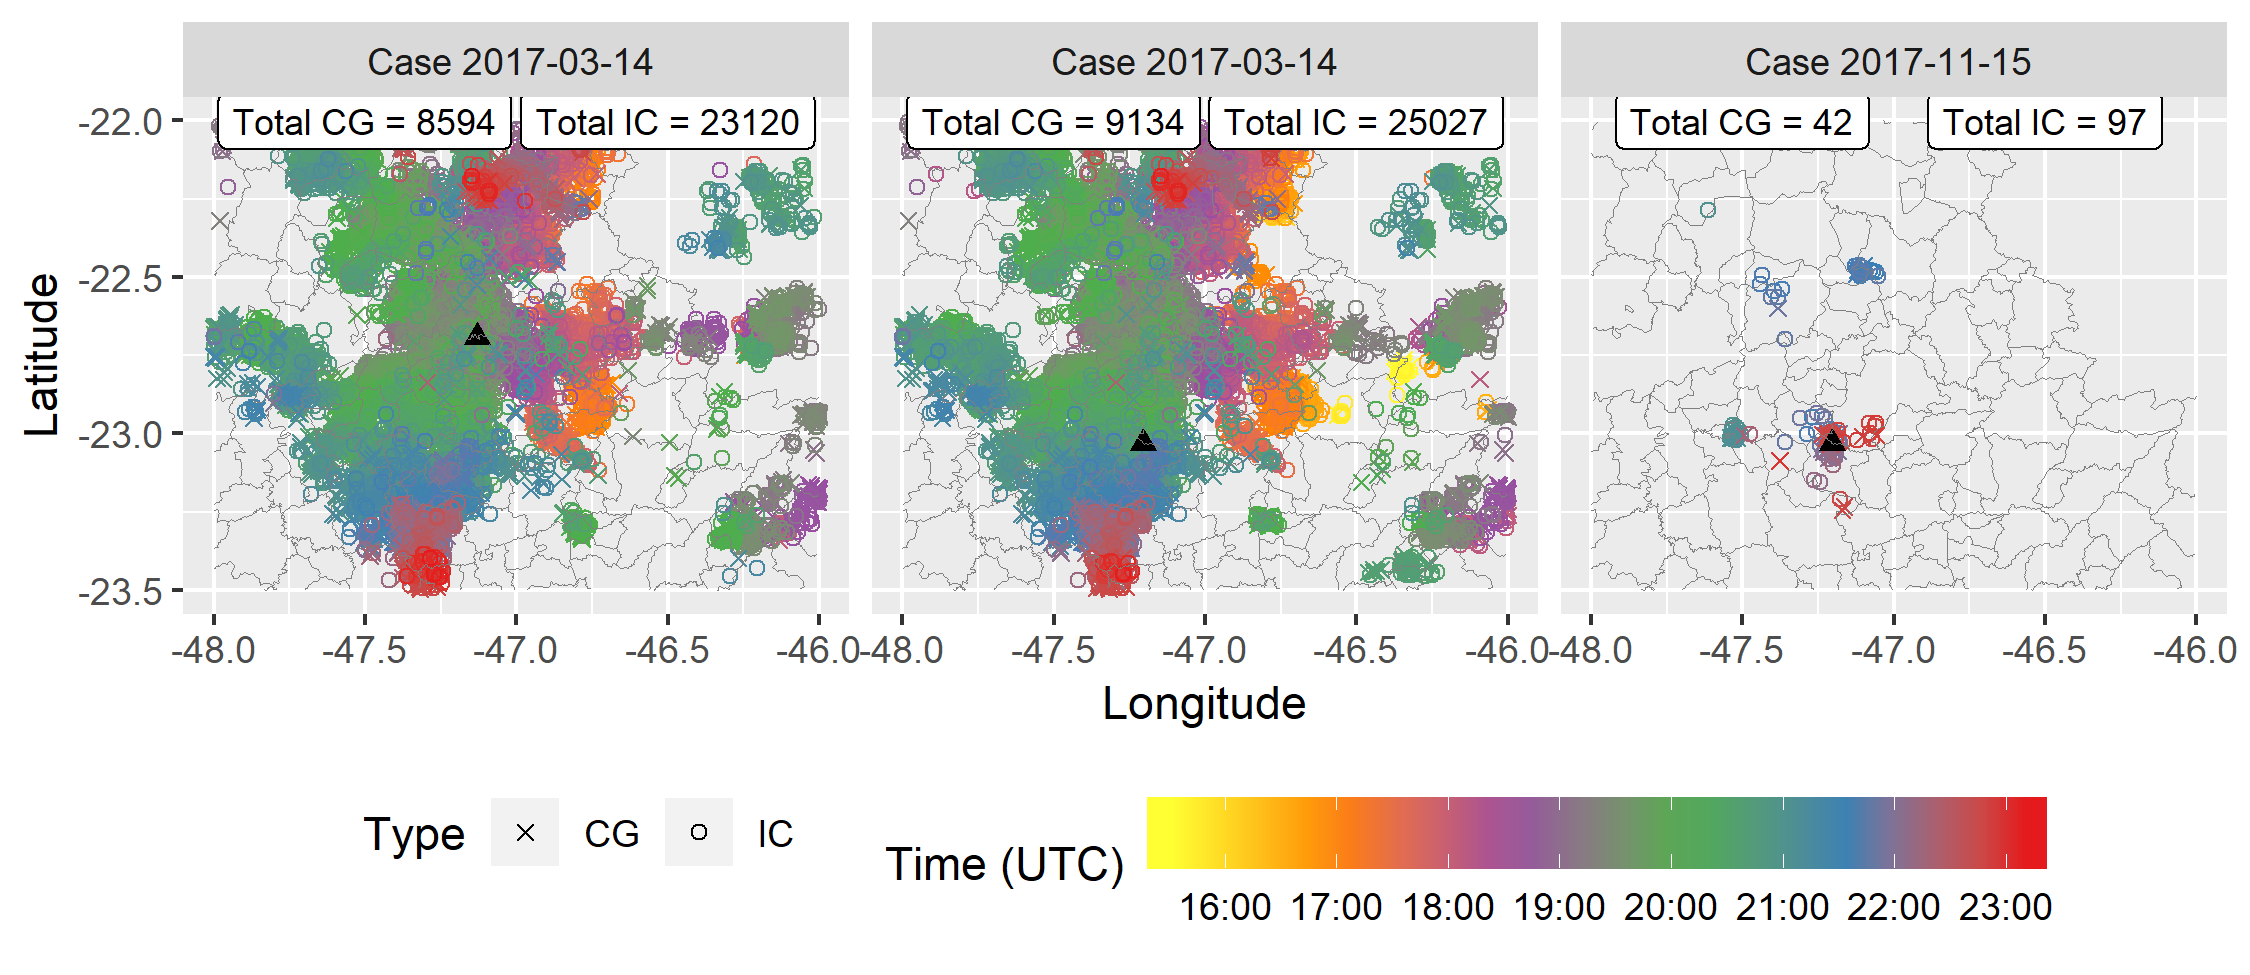 Case 2017-03-14
Case 2017-03-14
Case 2017-11-15
Total CG = 8594
Total IC = 23120
Total CG = 9134
Total IC = 25027
Total CG = 42
Total IC = 97
Latitude
-22.0
-22.5
-23.0
-23.5
-48.0 -47.5 -47.0 -46.5 -46.0
-48.0 -47.5 -47.0 -46.5 -46.0
-48.0 -47.5 -47.0 -46.5 -46.0
Longitude
Type CG IC
Time (UTC)
16:00 17:00 18:00 19:00 20:00 21:00 22:00 23:00